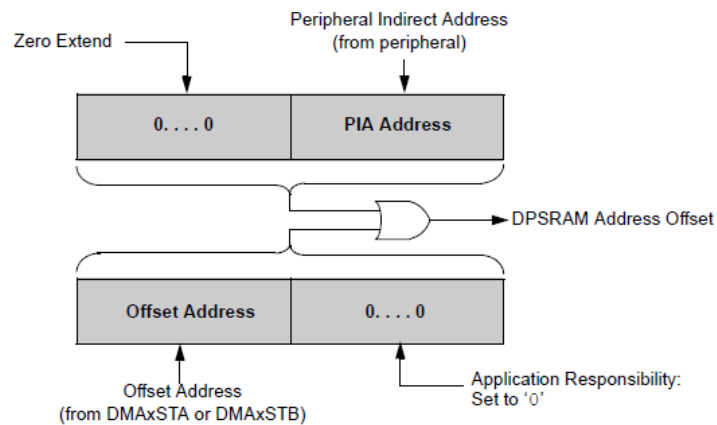 Peripheral Indirect Address
(from peripheral)
Zero Extend
0. . . . 0
PIA Address
DPSRAM Address Offset
Offset Address
0. . . . 0
Offset Address
(from DMAxSTA or DMAxSTB)
Application Responsibility:
Set to ‘0’